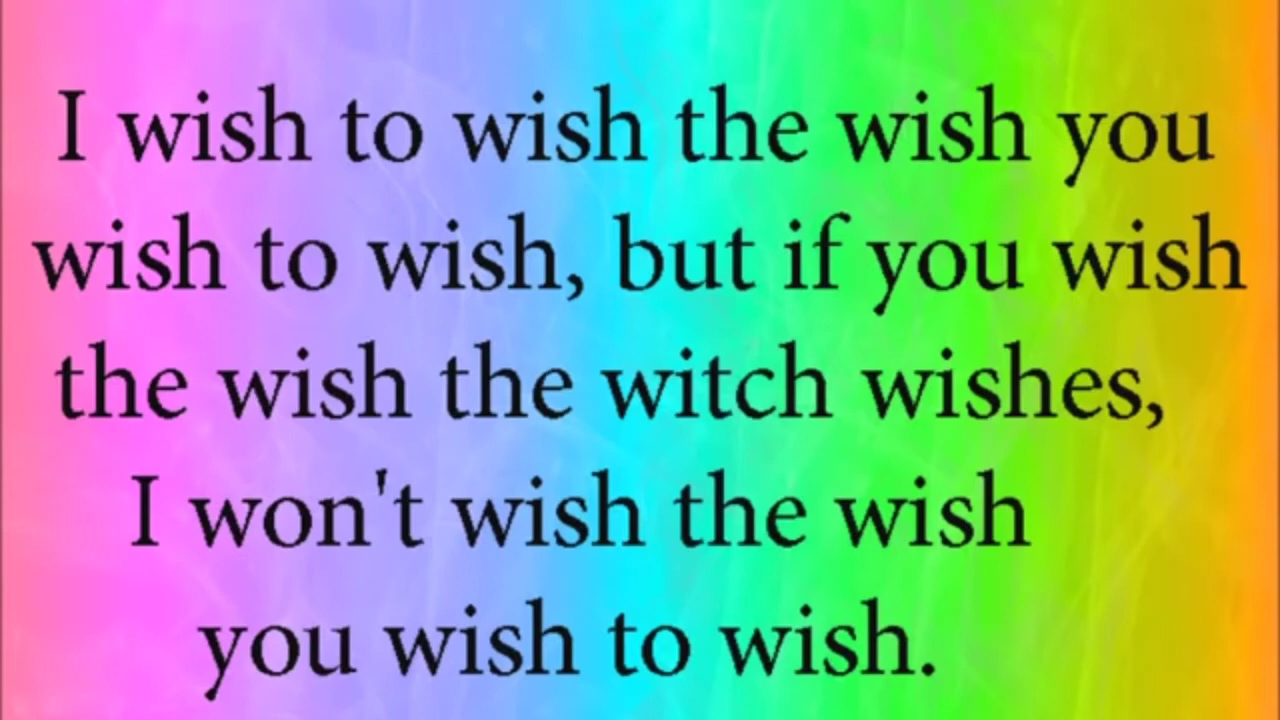 I wish to wish the wish you
wish to wish, but if you wish
the wish the witch wishes,
I won't wish the wish
you wish to wish.